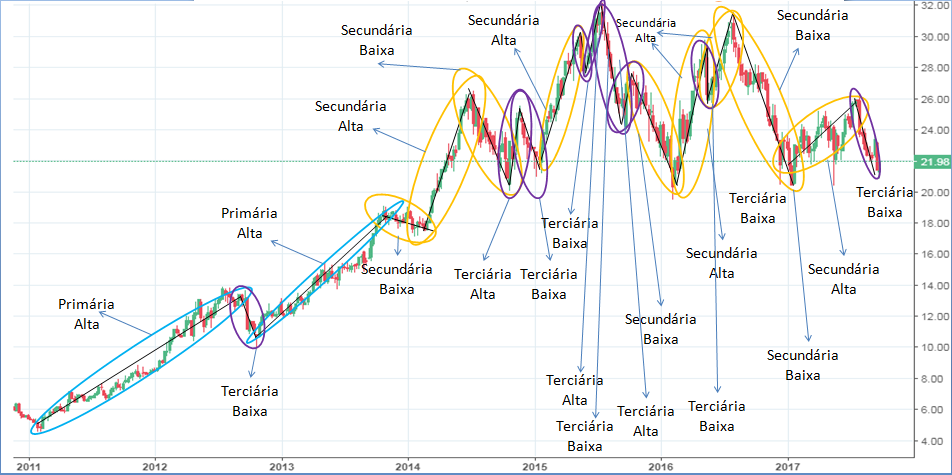 Secundária
Baixa
Secundária
Alta
Secundária
Alta
Secundária
Baixa
Secundária
Alta
Primária
Alta
Primária
Alta
Terciária
Baixa
Secundária
Baixa
Terciária
Alta
Terciária
Baixa
Terciária
Baixa
Terciária
Alta
Terciária
Baixa
Secundária
Baixa
Terciária
Alta
Secundária
Alta
Terciária
Baixa
Terciária
Baixa
Secundária
Baixa
Secundária
Alta
Terciária
Baixa
32.00
30.00
28.00
26.00
24.00
21.98
20.00
18.00
16.00
14.00
12.00
10.00
8.00
6.00
4.00
2011
2012
2013
2014
2015
2016
2017